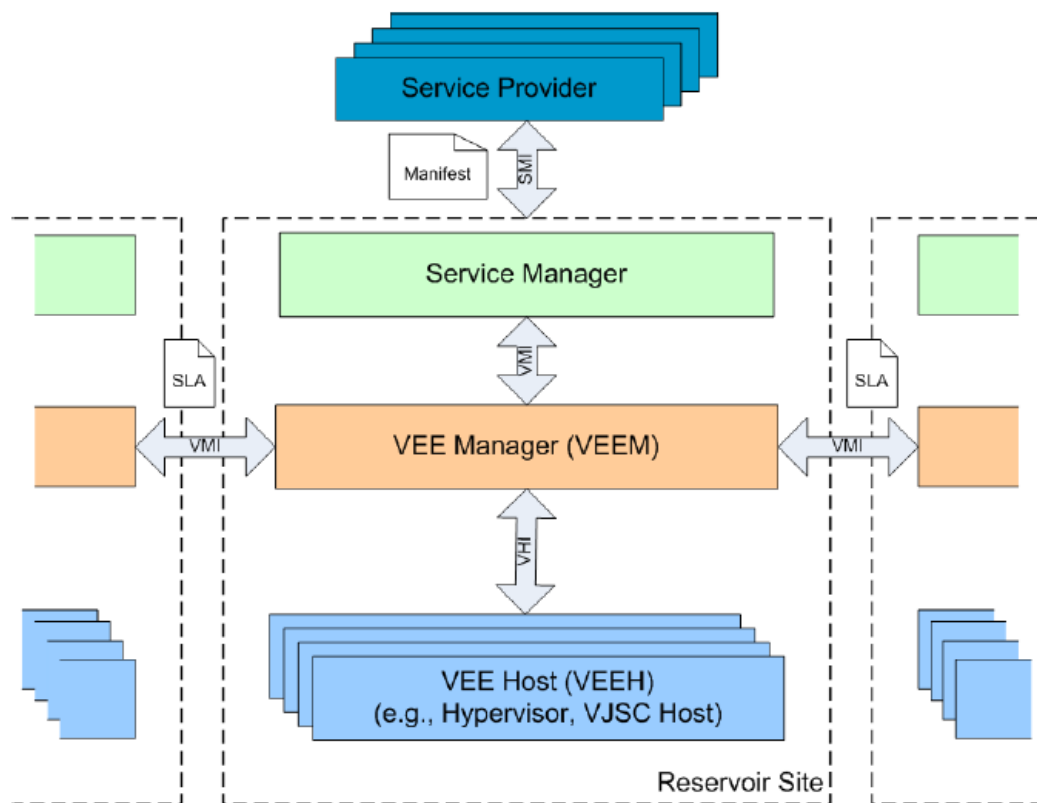 Service Provider
Manifest
SMI
Service Manager
VMI
SLA
SLA
VMI
VEE Manager (VEEM)
VMI
VHI
VEE Host (VEEH)
(e.g., Hypervisor, VJSC Host)
Reservoir Site